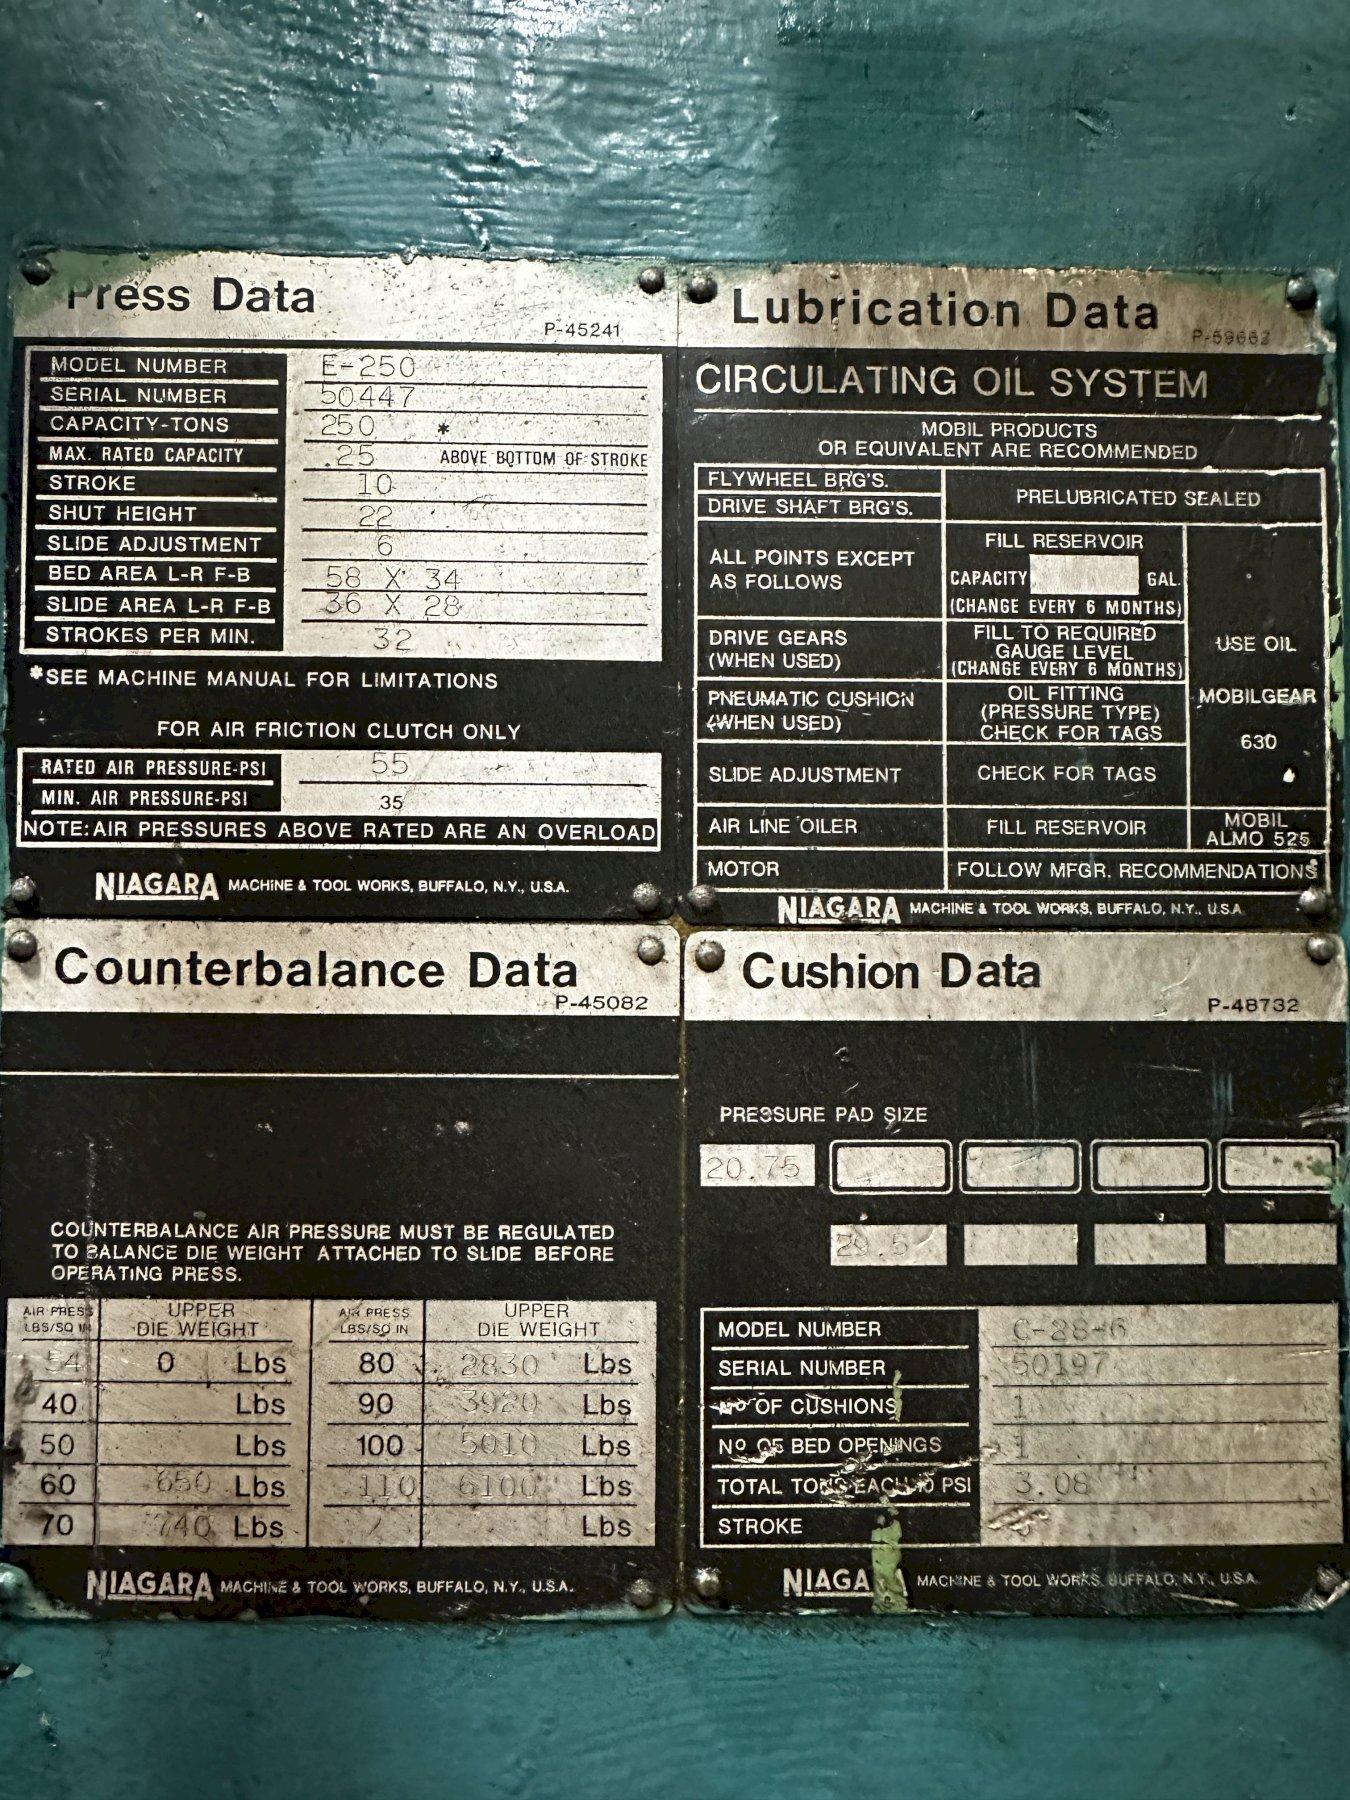 Press Data
P-45241
MODEL NUMBER E-250
SERIAL NUMBER 50447
CAPACITY-TONS 250 *
MAX. RATED CAPACITY .25 ABOVE BOTTOM OF STROKE
STROKE 10
SHUT HEIGHT 22
SLIDE ADJUSTMENT 6
BED AREA L-R F-B 58 X 34
SLIDE AREA L-R F-B 36 X 28
STROKES PER MIN. 32
*SEE MACHINE MANUAL FOR LIMITATIONS
FOR AIR FRICTION CLUTCH ONLY
RATED AIR PRESSURE-PSI 55
MIN. AIR PRESSURE-PSI 35
NOTE: AIR PRESSURES ABOVE RATED ARE AN OVERLOAD
NIAGARA MACHINE & TOOL WORKS, BUFFALO, N.Y., U.S.A.
Lubrication Data
P-59662
CIRCULATING OIL SYSTEM
MOBIL PRODUCTS
OR EQUIVALENT ARE RECOMMENDED
FLYWHEEL BRG'S.
DRIVE SHAFT BRG'S.
PRELUBRICATED SEALED
ALL POINTS EXCEPT
AS FOLLOWS
FILL RESERVOIR
CAPACITY GAL.
(CHANGE EVERY 6 MONTHS)
DRIVE GEARS
(WHEN USED)
FILL TO REQUIRED
GAUGE LEVEL
(CHANGE EVERY 6 MONTHS)
PNEUMATIC CUSHION
(WHEN USED)
OIL FITTING
(PRESSURE TYPE)
CHECK FOR TAGS
SLIDE ADJUSTMENT
CHECK FOR TAGS
USE OIL
MOBILGEAR
630
AIR LINE OILER
FILL RESERVOIR
MOBIL
ALMO 525
MOTOR
FOLLOW MFGR. RECOMMENDATIONS
NIAGARA MACHINE & TOOL WORKS, BUFFALO, N.Y., U.S.A.
Counterbalance Data
P-45082
COUNTERBALANCE AIR PRESSURE MUST BE REGULATED
TO BALANCE DIE WEIGHT ATTACHED TO SLIDE BEFORE
OPERATING PRESS.
AIR PRESS UPPER AIR PRESS UPPER
LBS/SQ IN DIE WEIGHT LBS/SQ IN DIE WEIGHT
54 0 Lbs 80 2830 Lbs
40 Lbs 90 3920 Lbs
50 Lbs 100 5010 Lbs
60 650 Lbs 110 6100 Lbs
70 Lbs Lbs
NIAGARA MACHINE & TOOL WORKS, BUFFALO, N.Y., U.S.A.
Cushion Data
P-48732
PRESSURE PAD SIZE
20.75
29.5
MODEL NUMBER C-28-6
SERIAL NUMBER 50197
Nº OF CUSHIONS 1
Nº OF BED OPENINGS 1
TOTAL TONS EACH 10 PSI 3.08
STROKE
NIAGA MACHINE & TOOL WORKS, BUFFALO, N.Y., U.S.A.